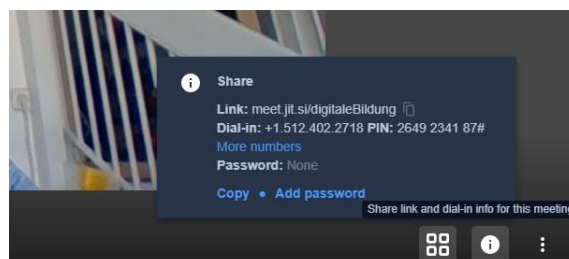 Share
Link: meet.jit.si/digitaleBildung
Dial-in: +1.512.402.2718 PIN: 2649 2341 87#
More numbers
Password: None
Copy • Add password
Share link and dial-in info for this meeting